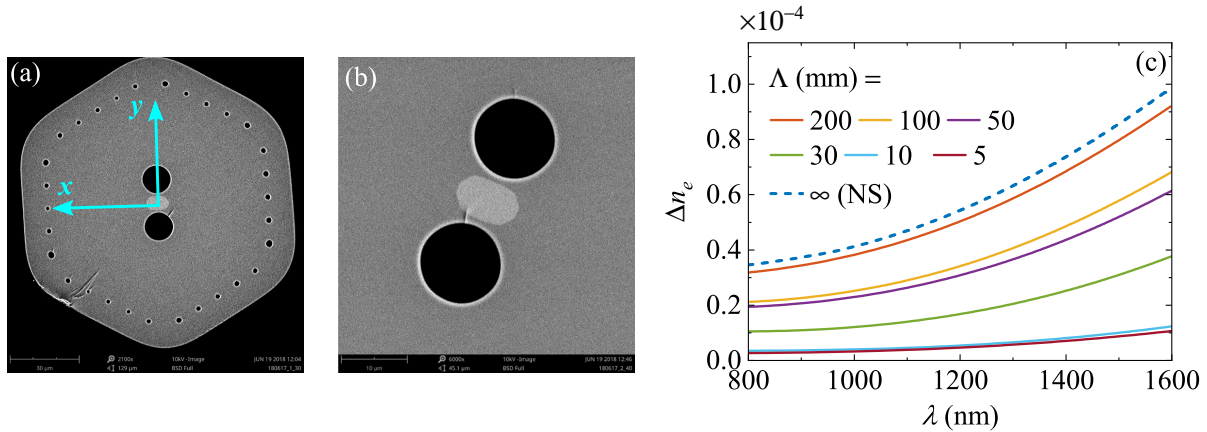 (a)
y
x
30 µm
2100x
129 µm
10kV -Image
BSD Full
JUN 19 2018 12:04
180617_1_30
(b)
10 µm
6000x
45.1 µm
10kV -Image
BSD Full
JUN 19 2018 12:46
180617_2_40
×10⁻⁴
(c)
Δnₑ
1.0
0.8
0.6
0.4
0.2
0.0
Λ (mm) =
200 100 50
30 10 5
∞ (NS)
800 1000 1200 1400 1600
λ (nm)